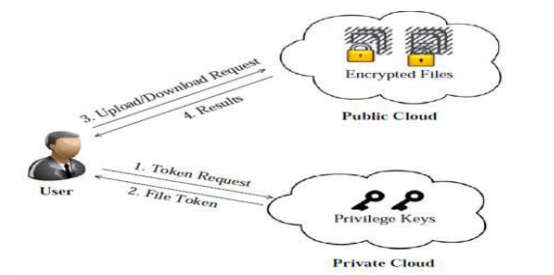 3. Upload/Download Request
4. Results
Encrypted Files
Public Cloud
User
1. Token Request
2. File Token
Privilege Keys
Private Cloud